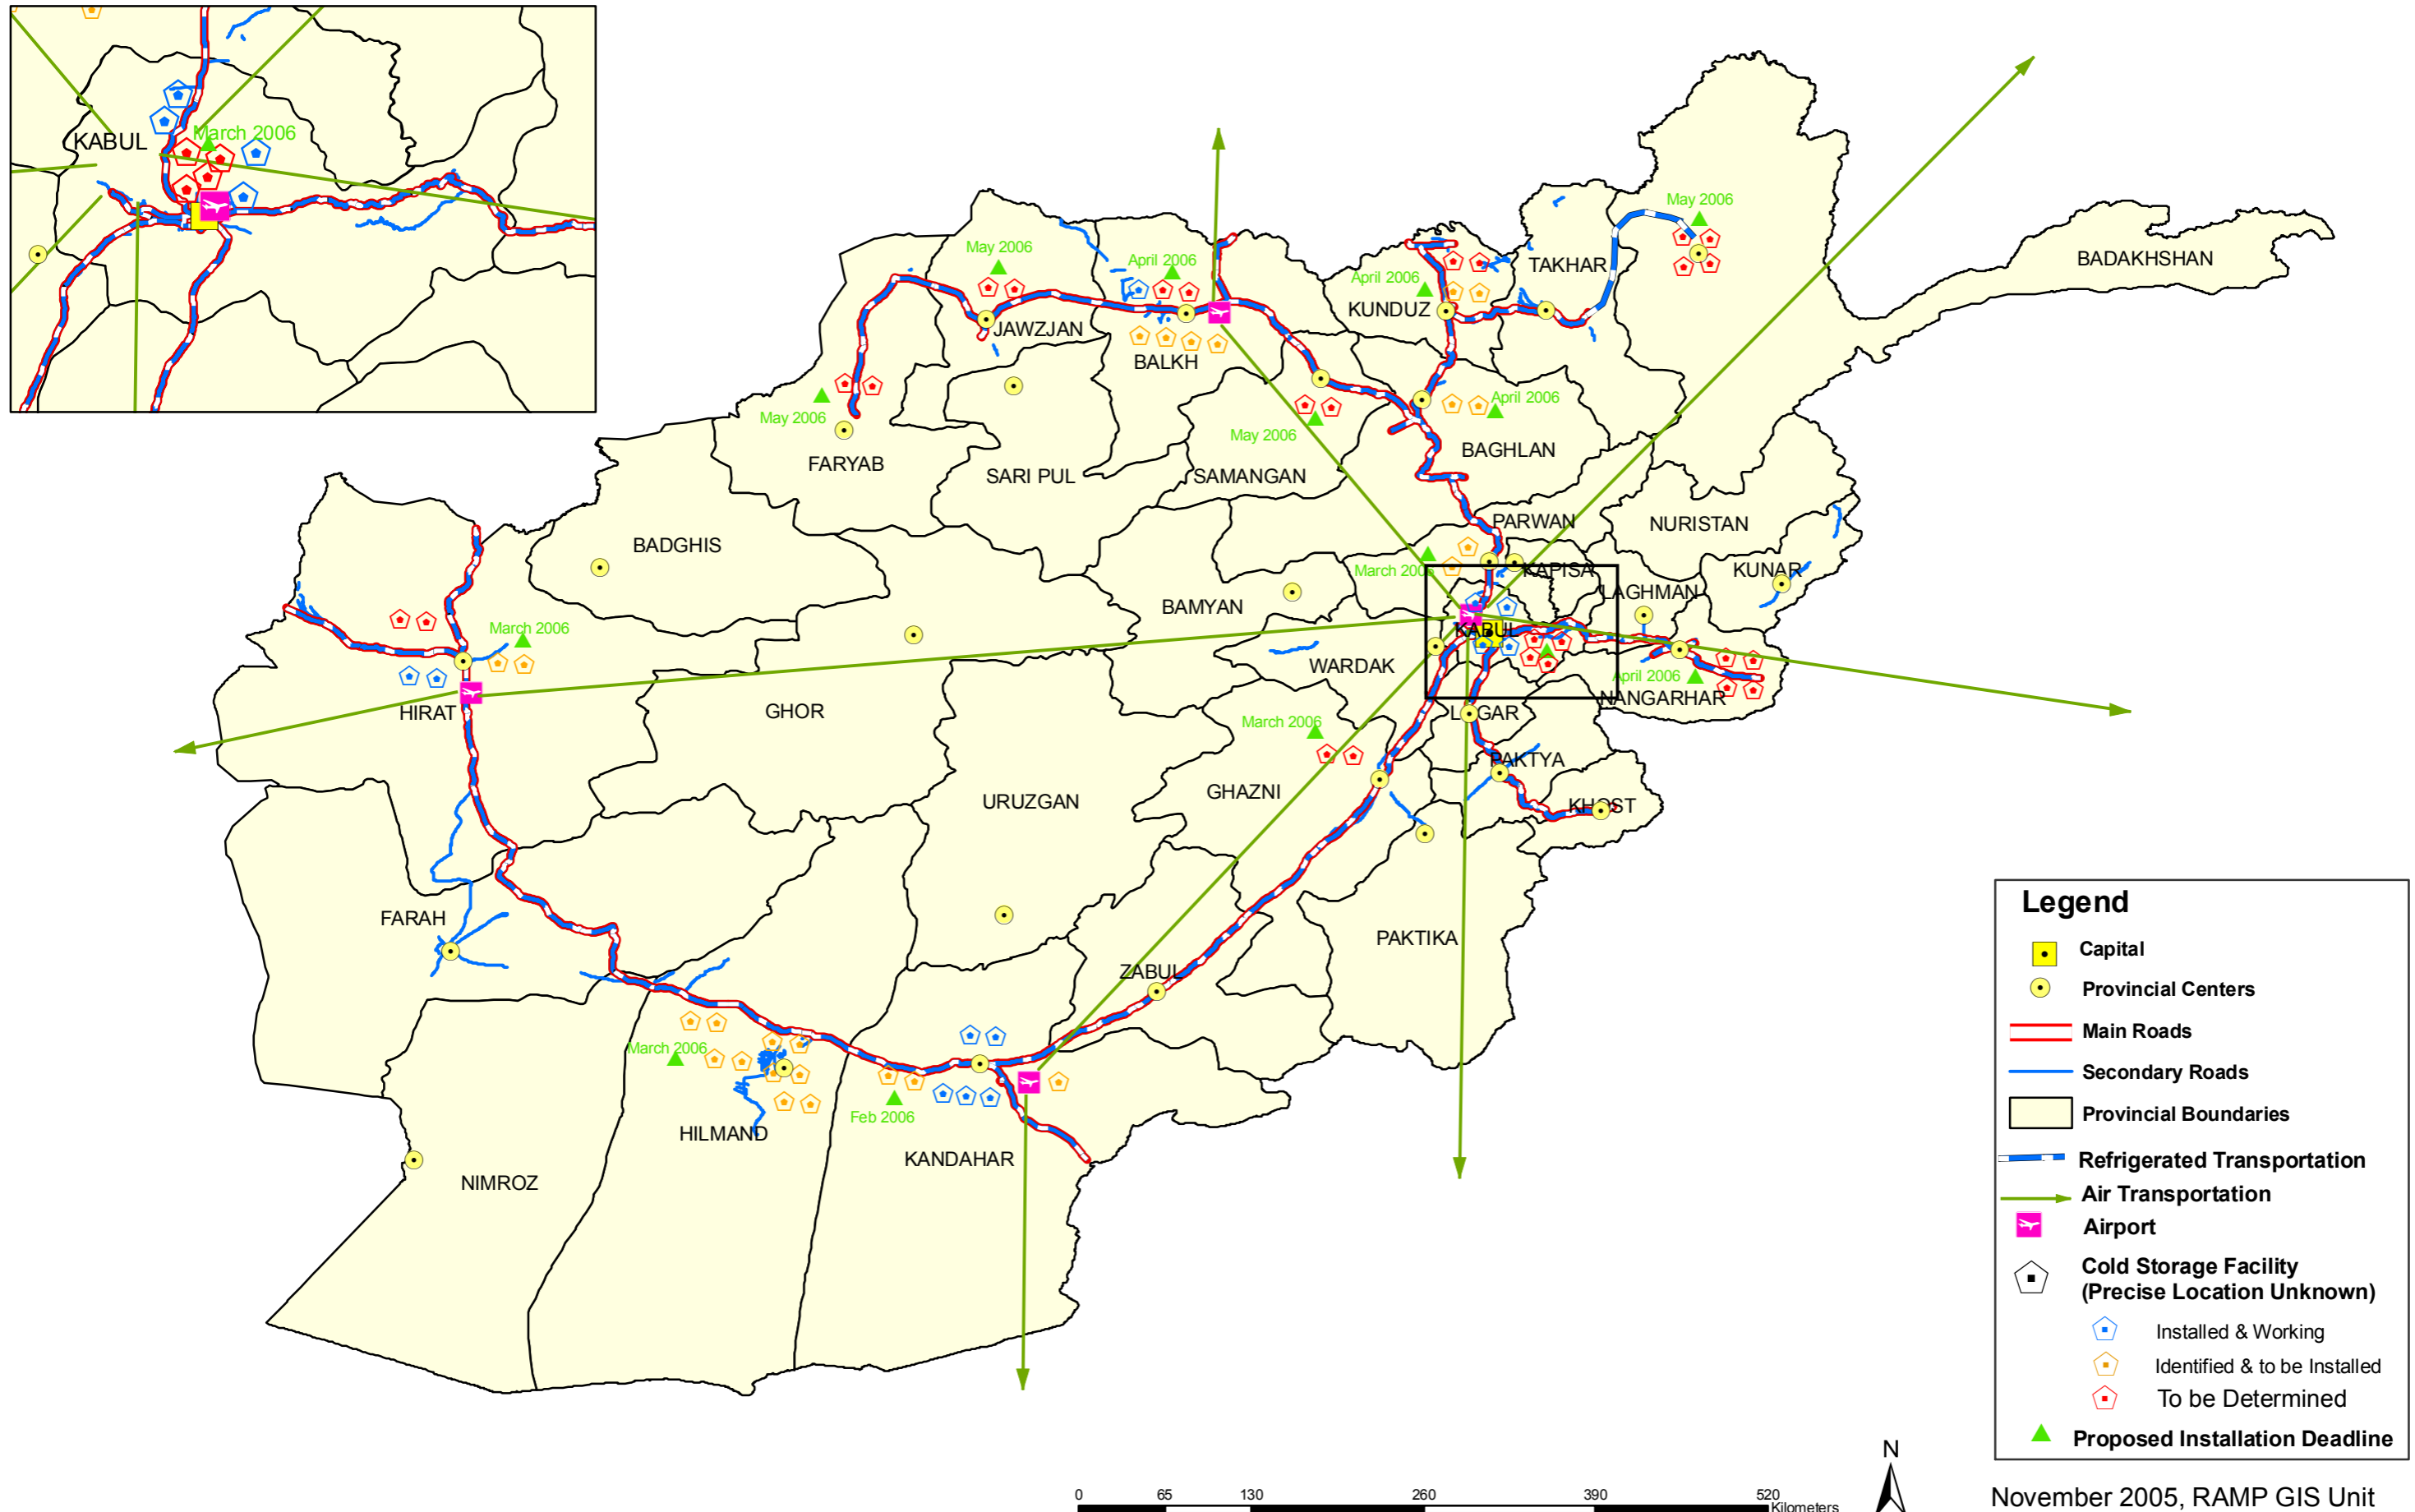 KABUL
March 2006
May 2006
BADAKHSHAN
TAKHAR
May 2006
April 2006
April 2006
KUNDUZ
JAWZJAN
BALKH
May 2006
April 2006
May 2006
BAGHLAN
FARYAB
SARI PUL
SAMANGAN
PARWAN
NURISTAN
BADGHIS
March 2006
KAPISA
KUNAR
LAGHMAN
BAMYAN
March 2006
KABUL
WARDAK
April 2006
NANGARHAR
HIRAT
GHOR
LOGAR
March 2006
PAKTYA
GHAZNI
URUZGAN
KHOST
FARAH
PAKTIKA
ZABUL
March 2006
Feb 2006
HILMAND
KANDAHAR
NIMROZ
Legend
Capital
Provincial Centers
Main Roads
Secondary Roads
Provincial Boundaries
Refrigerated Transportation
Air Transportation
Airport
Cold Storage Facility
(Precise Location Unknown)
Installed & Working
Identified & to be Installed
To be Determined
Proposed Installation Deadline
N
0 65 130 260 390 520
Kilometers
November 2005, RAMP GIS Unit